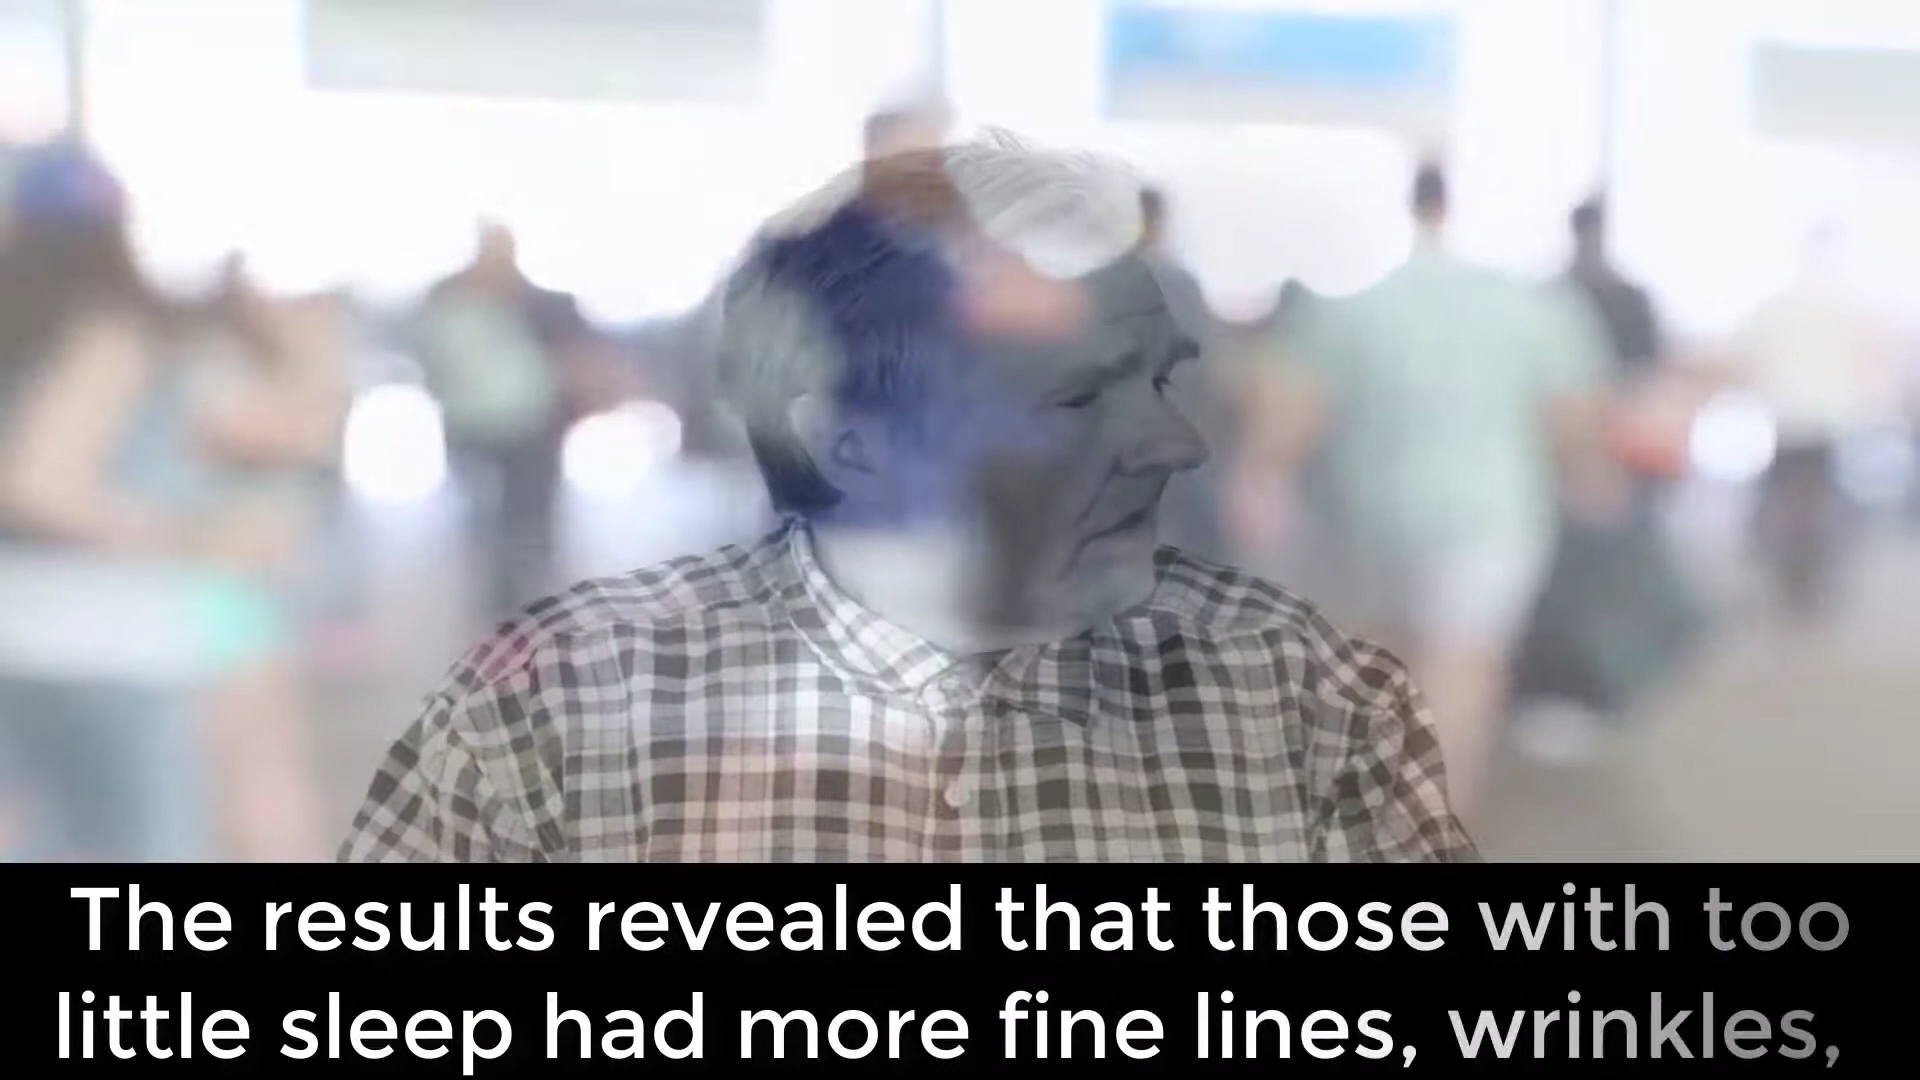 The results revealed that those with too
little sleep had more fine lines, wrinkles,